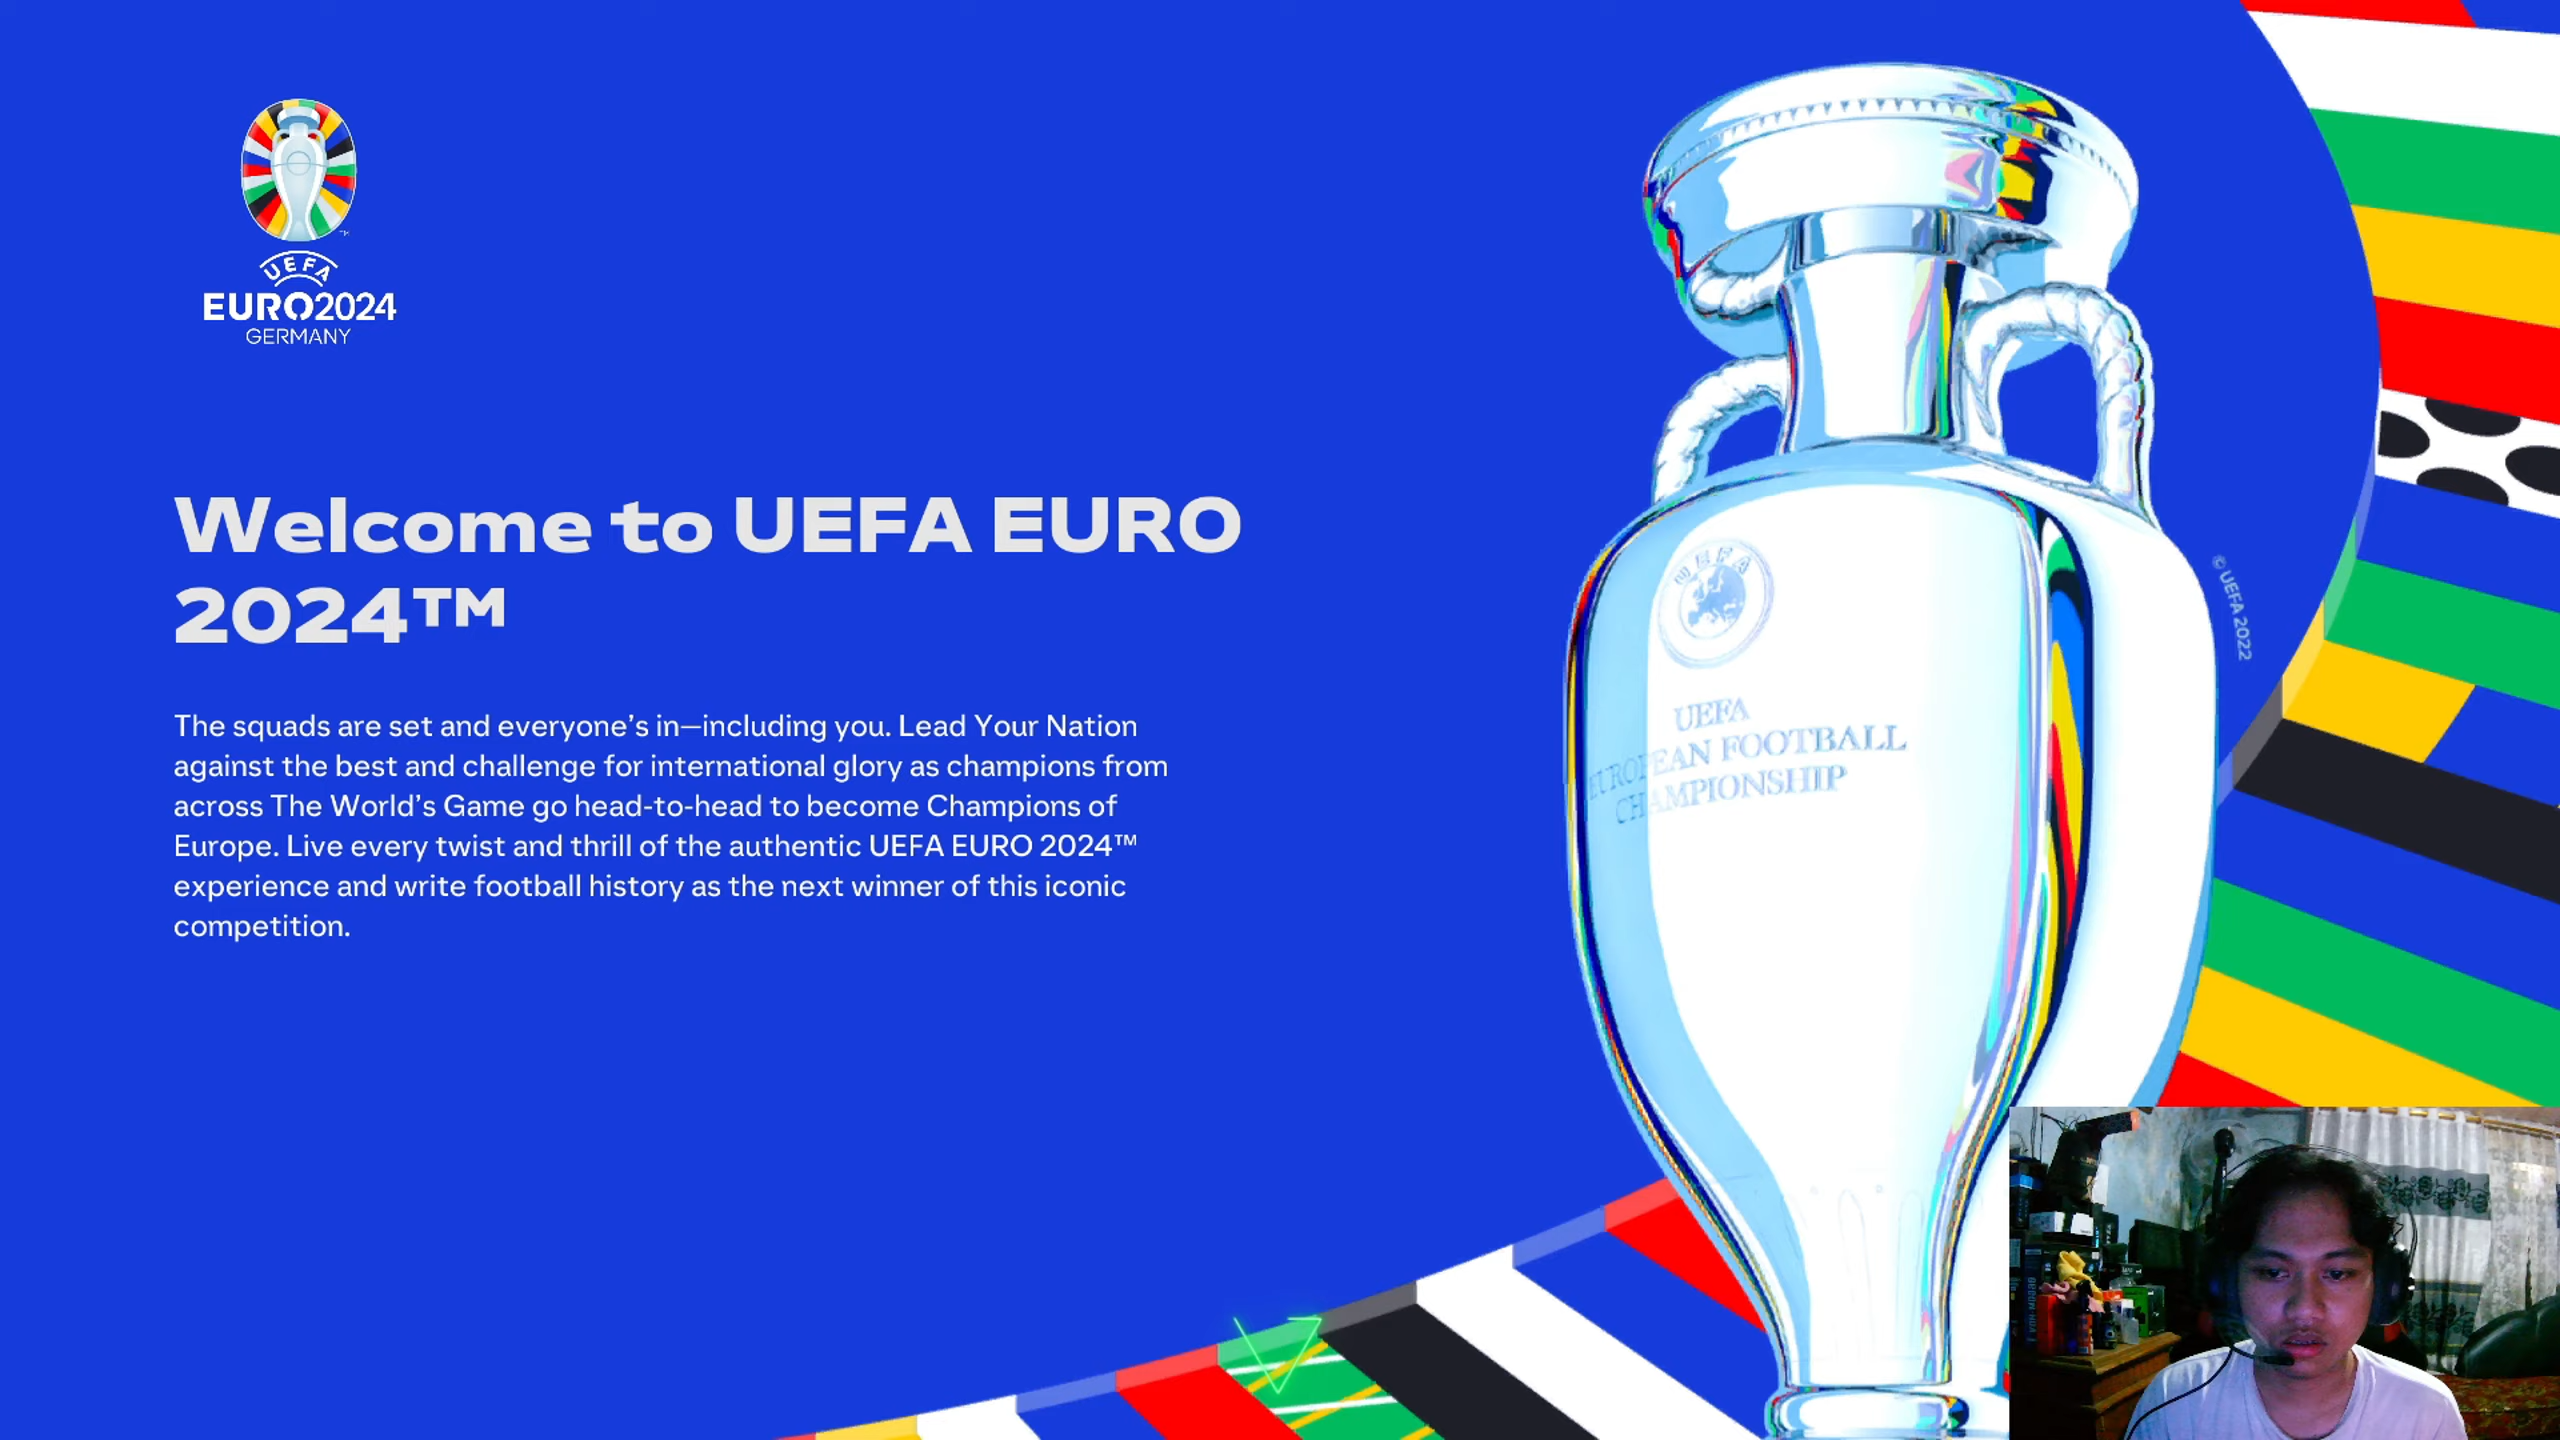 UEFA
EURO2024
GERMANY
Welcome to UEFA EURO
2024™
The squads are set and everyone’s in—including you. Lead Your Nation
against the best and challenge for international glory as champions from
across The World’s Game go head-to-head to become Champions of
Europe. Live every twist and thrill of the authentic UEFA EURO 2024™
experience and write football history as the next winner of this iconic
competition.
UEFA
UEFA
EUROPEAN FOOTBALL
CHAMPIONSHIP
© UEFA 2022